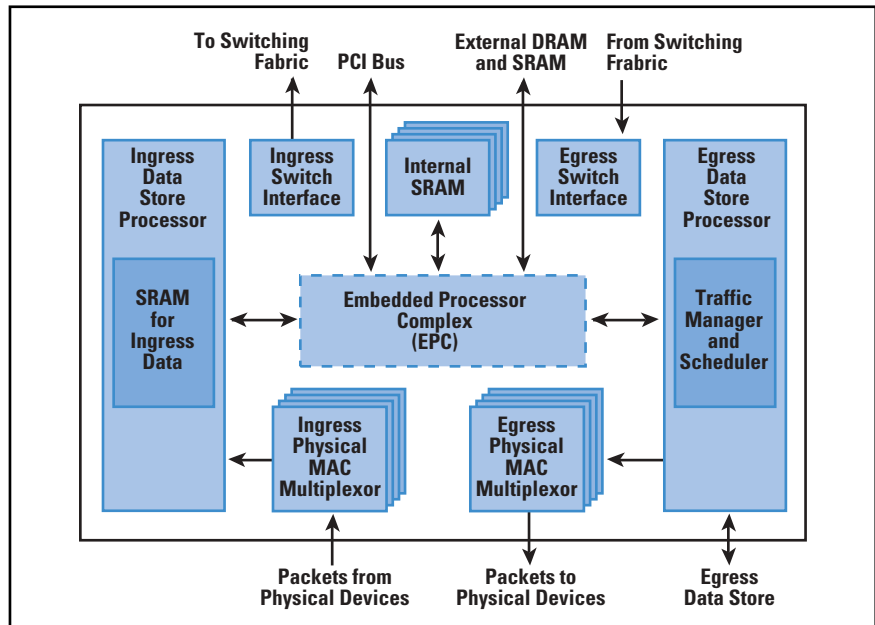 To Switching
Fabric
PCI Bus
External DRAM
and SRAM
From Switching
Frabric
Ingress
Data
Store
Processor
Ingress
Switch
Interface
Internal
SRAM
Egress
Switch
Interface
Egress
Data
Store
Processor
SRAM
for
Ingress
Data
Embedded Processor
Complex
(EPC)
Traffic
Manager
and
Scheduler
Ingress
Physical
MAC
Multiplexor
Egress
Physical
MAC
Multiplexor
Packets from
Physical Devices
Packets to
Physical Devices
Egress
Data Store